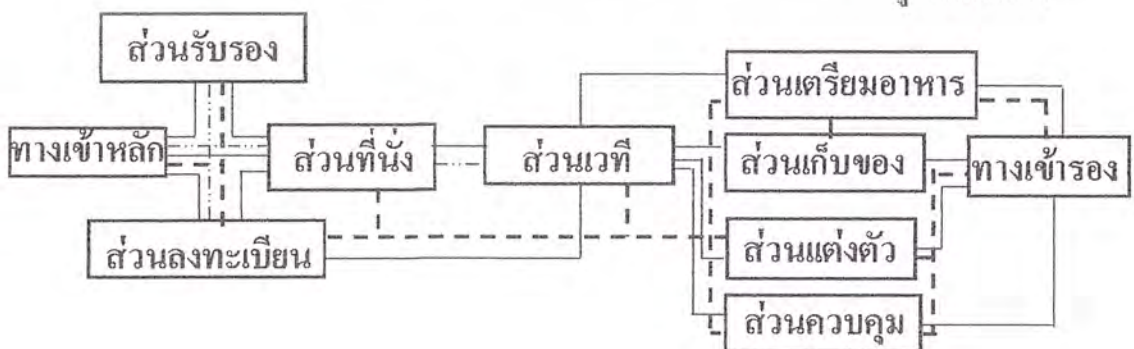 ส่วนรับรอง
ส่วนเตรียมอาหาร
ทางเข้าหลัก
ส่วนที่นั่ง
ส่วนเวที
ส่วนเก็บของ
ทางเข้ารอง
ส่วนลงทะเบียน
ส่วนแต่งตัว
ส่วนควบคุม